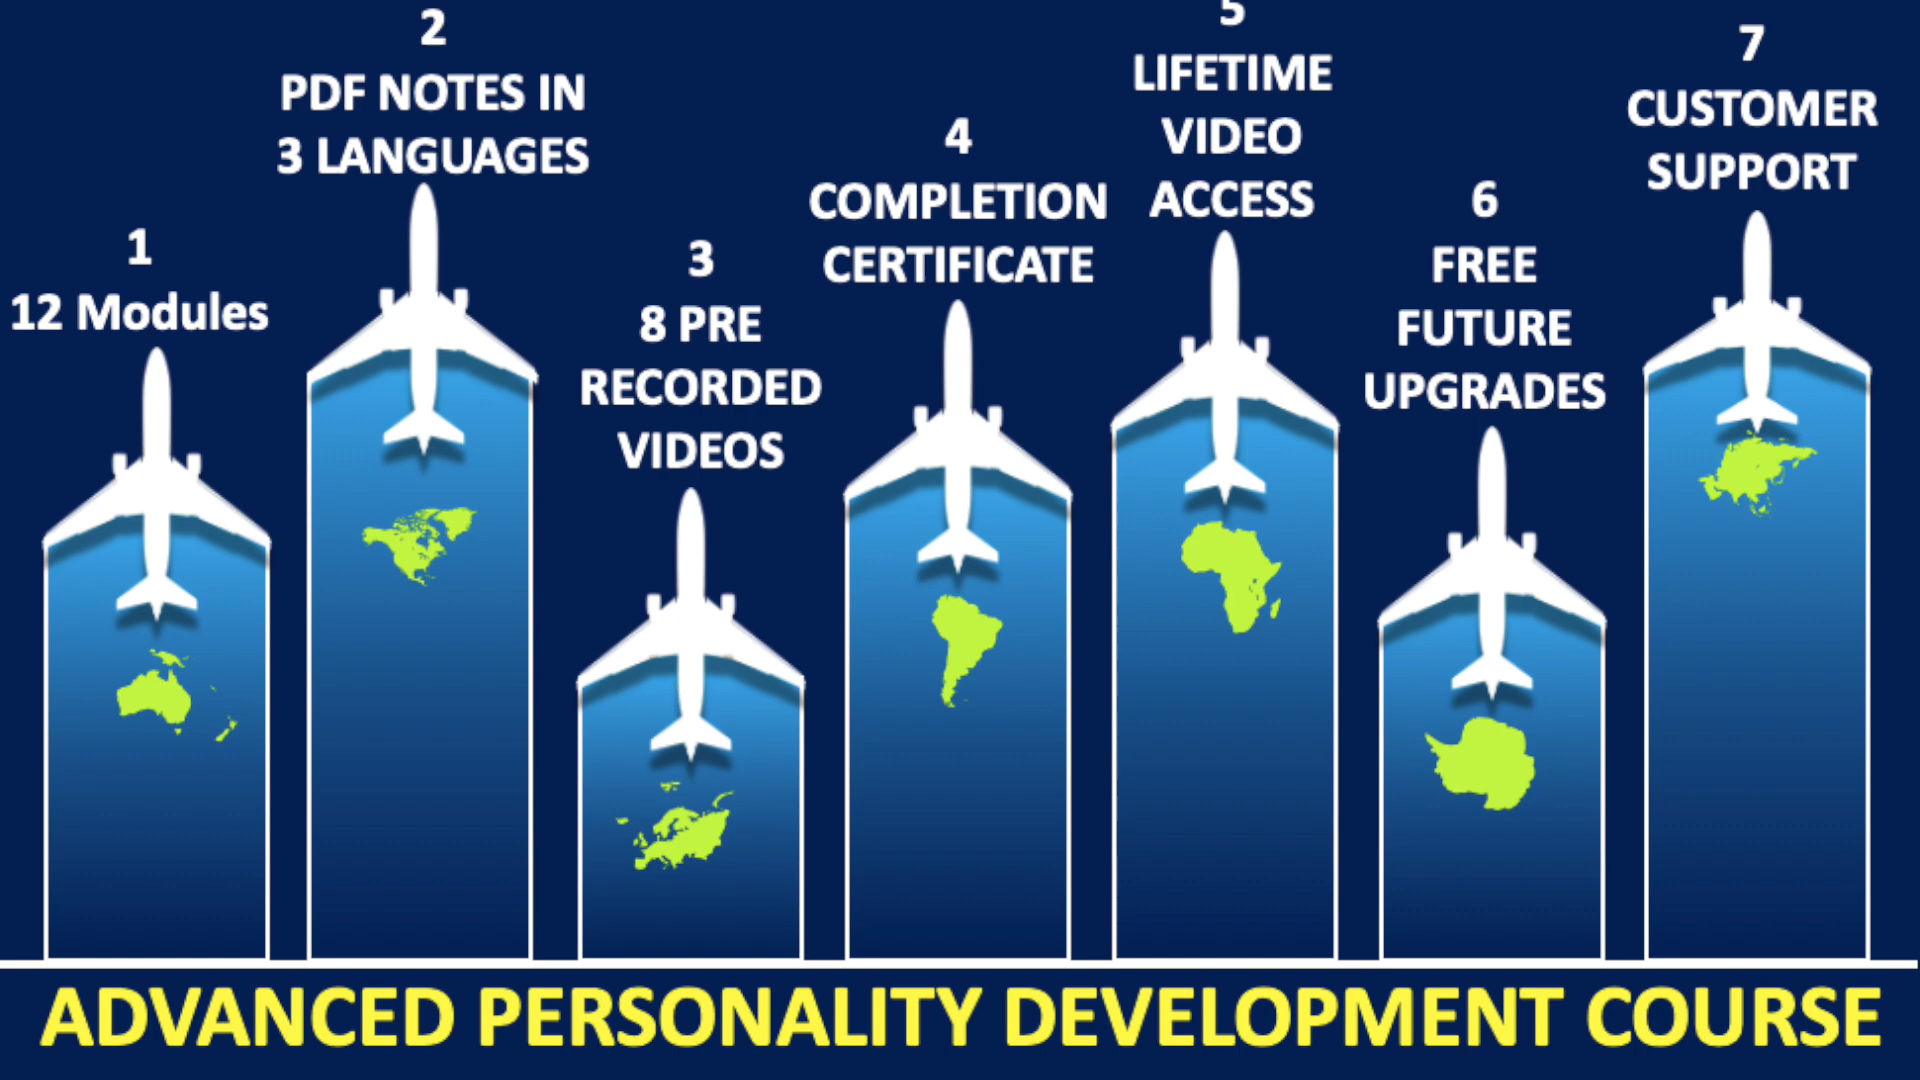 1
12 Modules
2
PDF NOTES IN
3 LANGUAGES
3
8 PRE
RECORDED
VIDEOS
4
COMPLETION
CERTIFICATE
5
LIFETIME
VIDEO
ACCESS
6
FREE
FUTURE
UPGRADES
7
CUSTOMER
SUPPORT
ADVANCED PERSONALITY DEVELOPMENT COURSE